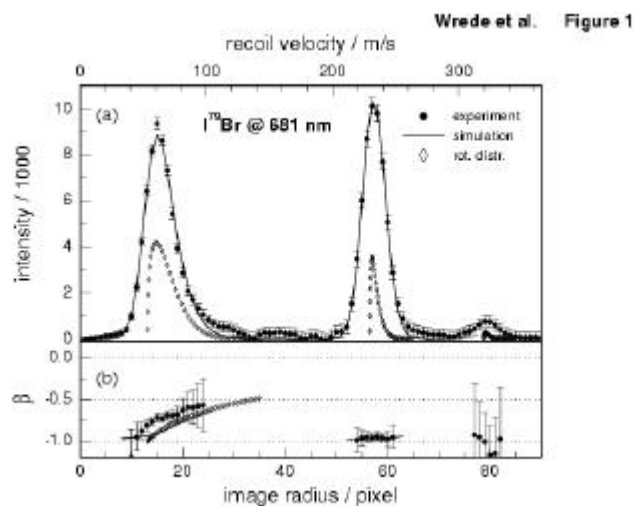 Wrede et al. Figure 1
recoil velocity / m/s
0 100 200 300
(a)
I⁷⁹Br @ 681 nm
experiment
simulation
rot. distr.
intensity / 1000
10
8
6
4
2
0
(b)
β
0.0
-0.5
-1.0
0 20 40 60 80
image radius / pixel